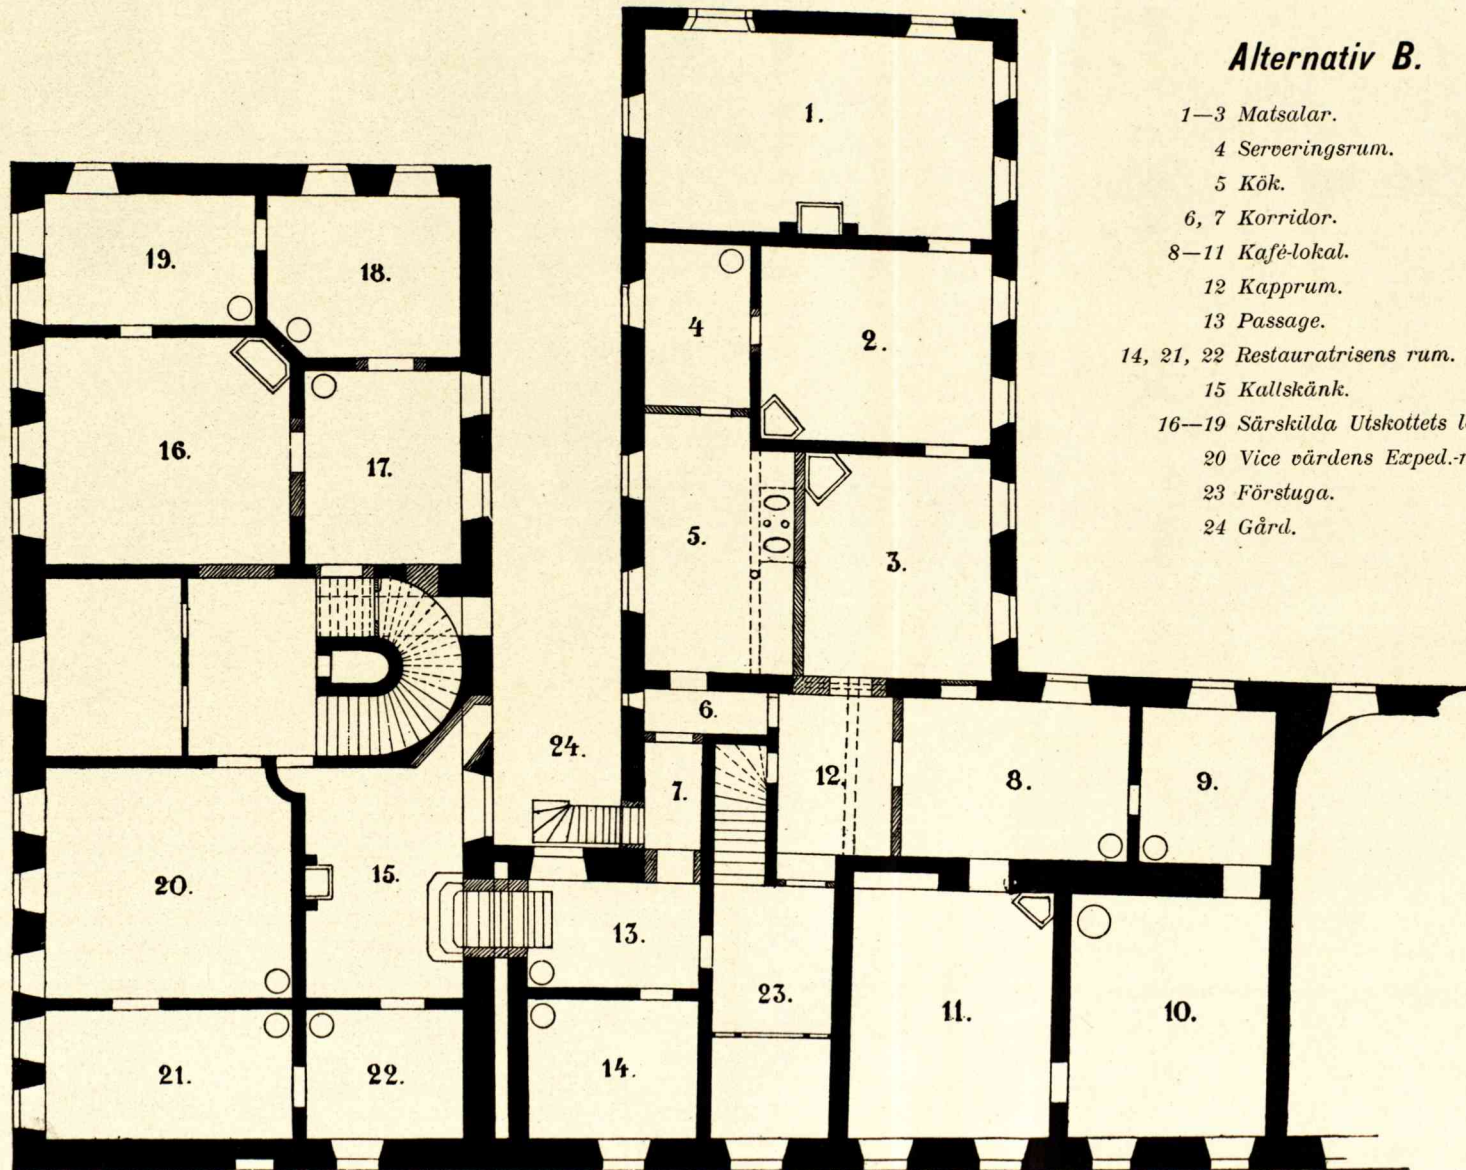 Alternativ B.
1—3 Matsalar.
4 Serveringsrum.
5 Kök.
6, 7 Korridor.
8—11 Kafé-lokal.
12 Kapprum.
13 Passage.
14, 21, 22 Restauratrisens rum.
15 Kallskänk.
16—19 Särskilda Utskottets
20 Vice värdens Exped.-
23 Förstuga.
24 Gård.
1.
19.
18.
4
2.
16.
17.
5.
3.
6.
24.
7.
12.
8.
9.
20.
15.
13.
23.
11.
10.
21.
22.
14.